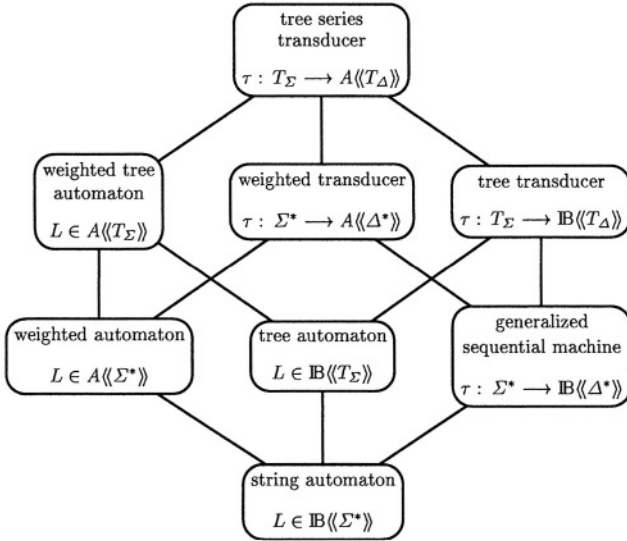 tree series
transducer
τ : T_Σ ⟶ A⟪T_Δ⟫
weighted tree
automaton
L ∈ A⟪T_Σ⟫
weighted transducer
τ : Σ* ⟶ A⟪Δ*⟫
tree transducer
τ : T_Σ ⟶ 𝔹⟪T_Δ⟫
weighted automaton
L ∈ A⟪Σ*⟫
tree automaton
L ∈ 𝔹⟪T_Σ⟫
generalized
sequential machine
τ : Σ* ⟶ 𝔹⟪Δ*⟫
string automaton
L ∈ 𝔹⟪Σ*⟫